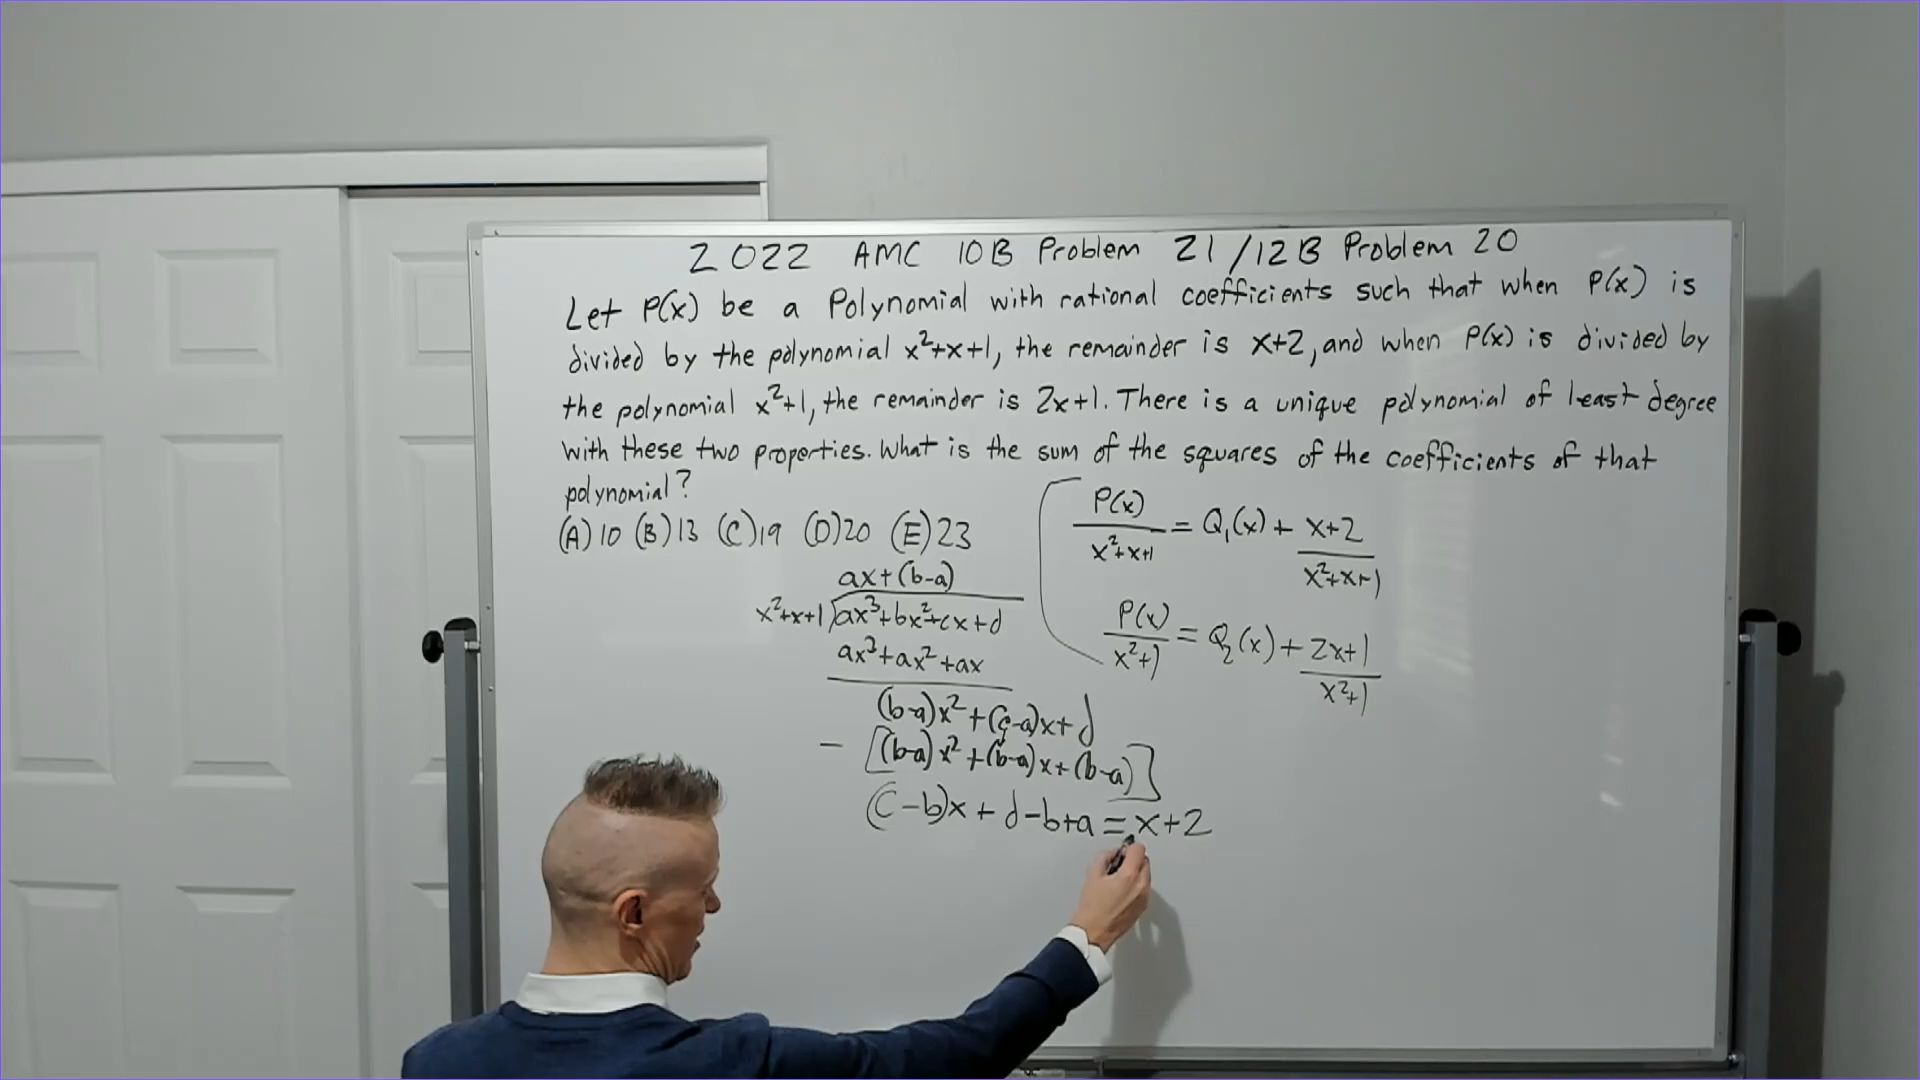 2022 AMC 10B Problem 21/12B Problem 20
Let P(x) be a Polynomial with rational coefficients such that when P(x) is
divided by the polynomial x²+x+1, the remainder is x+2, and when P(x) is divided by
the polynomial x²+1, the remainder is 2x+1. There is a unique polynomial of least degree
with these two properties. What is the sum of the squares of the coefficients of that
polynomial?
(A) 10 (B) 13 (C) 19 (D) 20 (E) 23
ax+(b-a)
x²+x+1)ax³+bx²+cx+d
ax³+ax²+ax
(b-a)x²+(c-a)x+d
- [(b-a)x²+(b-a)x+(b-a)]
(c-b)x+d-b+a=x+2
P(x)/x²+x+1 = Q₁(x) + x+2/x²+x+1
P(x)/x²+1 = Q₂(x) + 2x+1/x²+1